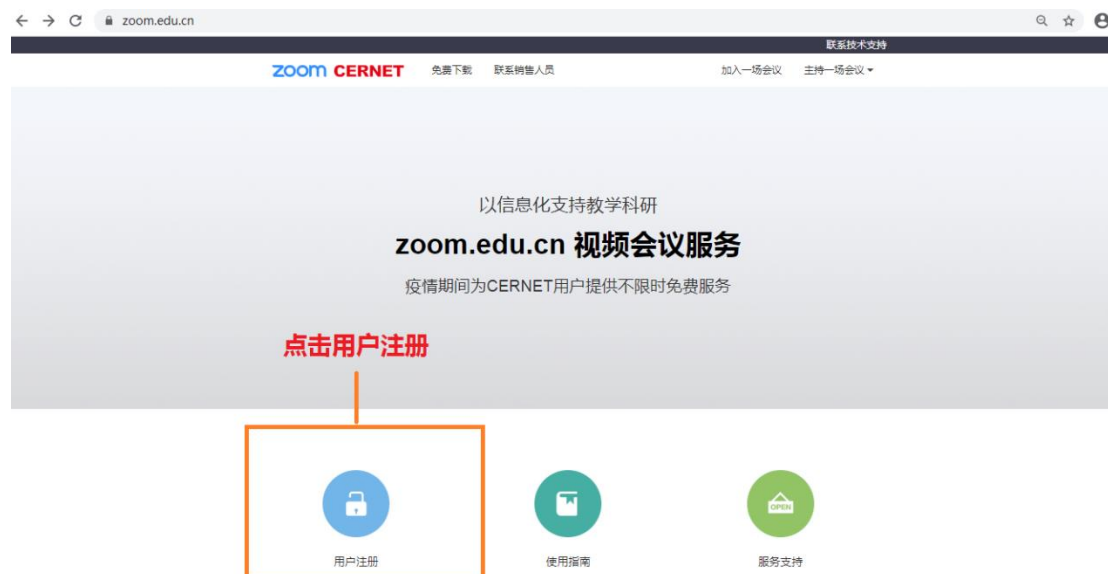 zoom.edu.cn
联系技术支持
zoom CERNET 免费下载 联系销售人员 加入一场会议 主持一场会议
以信息化支持教学科研
zoom.edu.cn 视频会议服务
疫情期间为CERNET用户提供不限时免费服务
点击用户注册
OPEN
用户注册 使用指南 服务支持